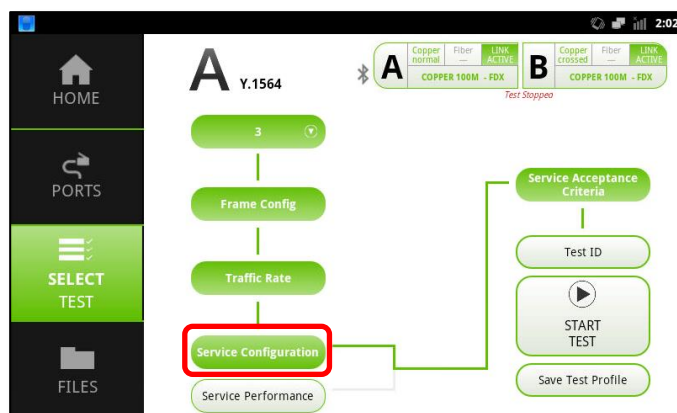 2:02
HOME
PORTS
SELECT
TEST
FILES
A Y.1564
A
Copper
normal
Fiber
—
LINK
ACTIVE
COPPER 100M - FDX
B
Copper
crossed
Fiber
—
LINK
ACTIVE
COPPER 100M - FDX
Test Stopped
3
Frame Config
Traffic Rate
Service Configuration
Service Performance
Service Acceptance
Criteria
Test ID
START
TEST
Save Test Profile